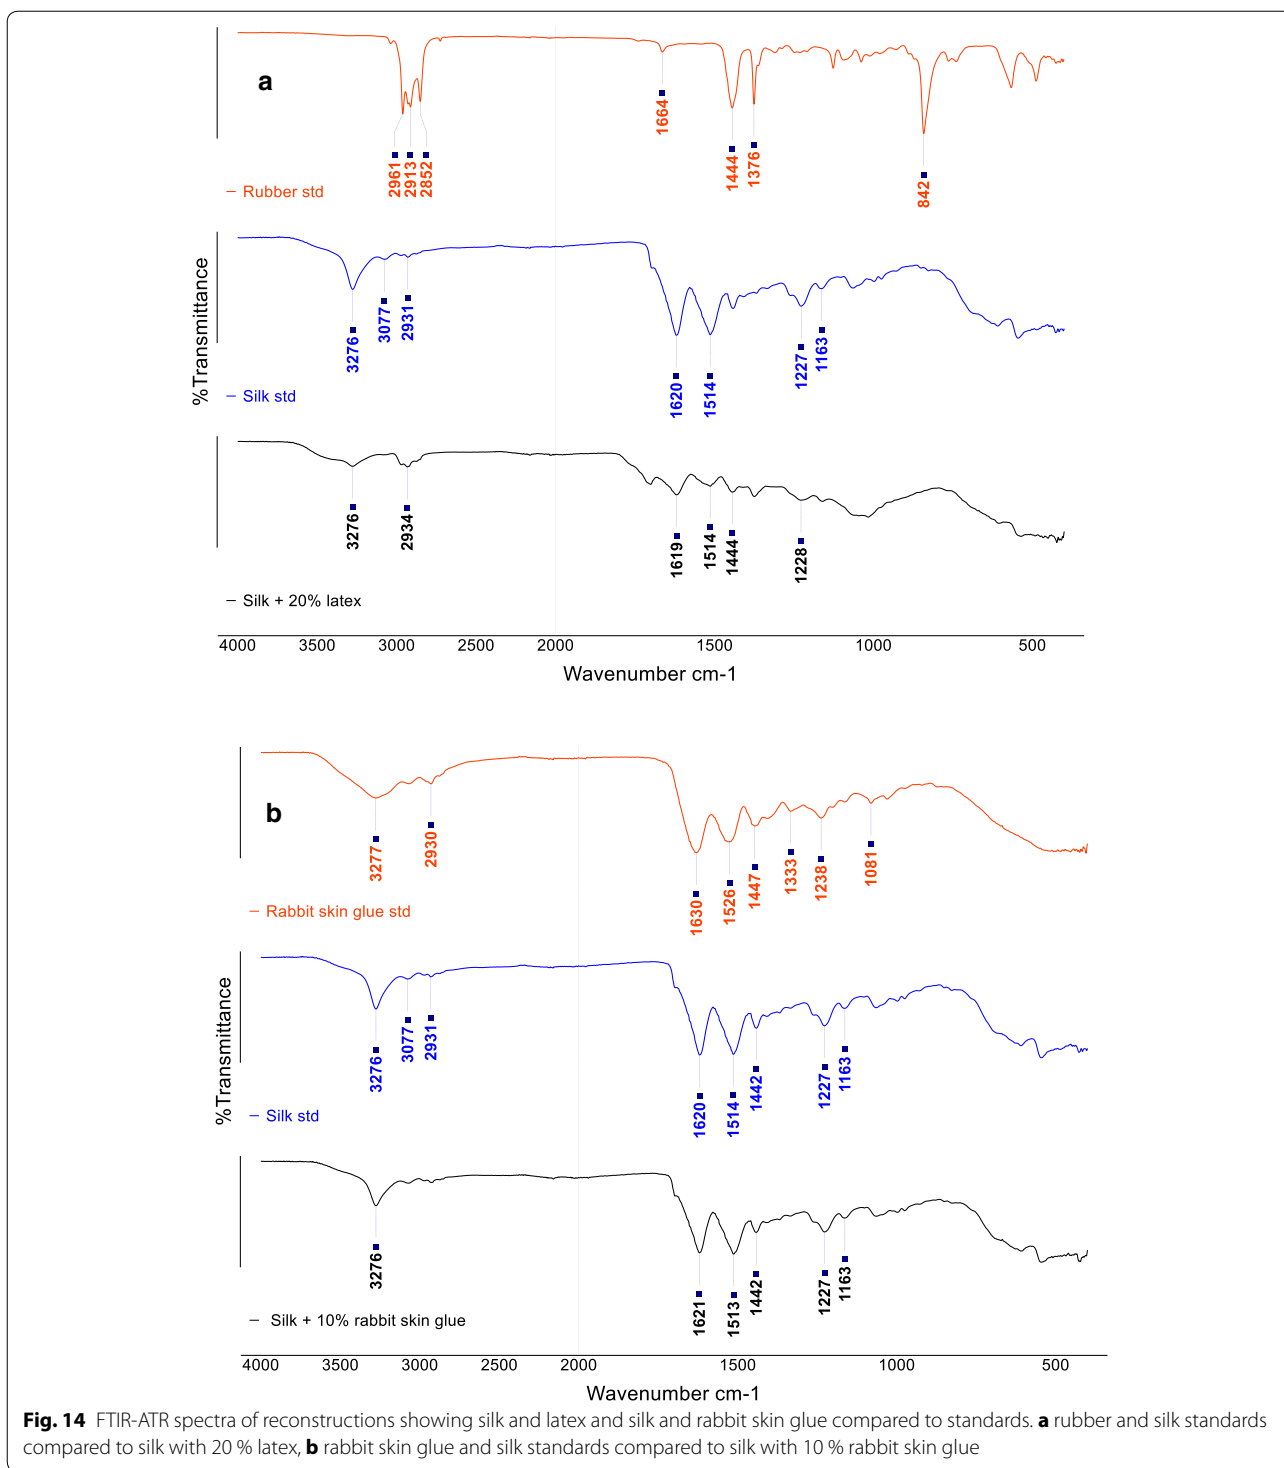 a
1664
2961
2913
2852
1444
1376
842
– Rubber std
%Transmittance
3276
3077
2931
1620
1514
1227
1163
– Silk std
3276
2934
1619
1514
1444
1228
– Silk + 20% latex
4000 3500 3000 2500 2000 1500 1000 500
Wavenumber cm-1
b
3277
2930
1630
1526
1447
1333
1238
1081
– Rabbit skin glue std
%Transmittance
3276
3077
2931
1620
1514
1442
1227
1163
– Silk std
3276
1621
1513
1442
1227
1163
– Silk + 10% rabbit skin glue
4000 3500 3000 2500 2000 1500 1000 500
Wavenumber cm-1
Fig. 14 FTIR-ATR spectra of reconstructions showing silk and latex and silk and rabbit skin glue compared to standards. a rubber and silk standards
compared to silk with 20 % latex, b rabbit skin glue and silk standards compared to silk with 10 % rabbit skin glue